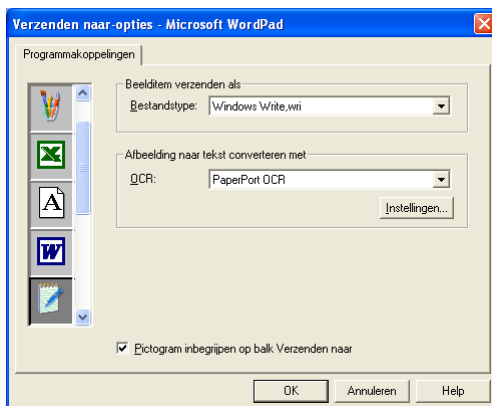 Verzenden naar-opties - Microsoft WordPad
Programmakoppelingen
Beelditem verzenden als
Bestandstype: Windows Write,wri
Afbeelding naar tekst converteren met
OCR: PaperPort OCR
Instellingen...
Pictogram inbegrijpen op balk Verzenden naar
OK Annuleren Help